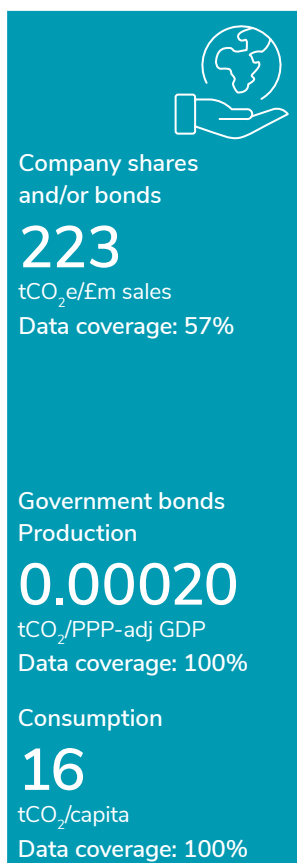 Company shares
and/or bonds
223
tCO₂e/£m sales
Data coverage: 57%
Government bonds
Production
0.00020
tCO₂/PPP-adj GDP
Data coverage: 100%
Consumption
16
tCO₂/capita
Data coverage: 100%